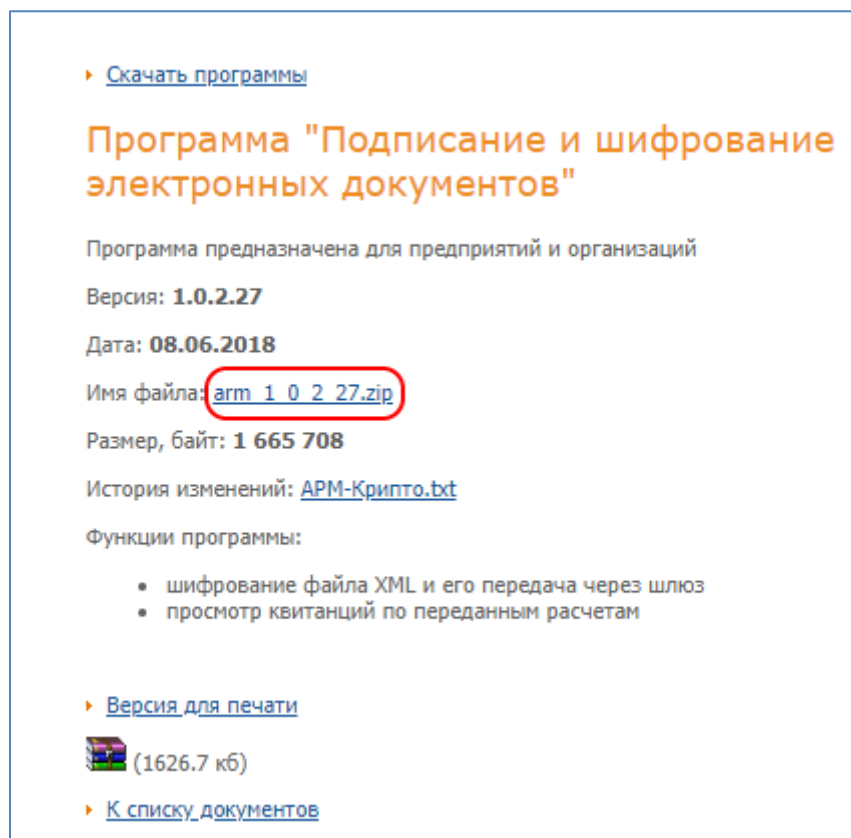 Скачать программы
Программа "Подписание и шифрование
электронных документов"
Программа предназначена для предприятий и организаций
Версия: 1.0.2.27
Дата: 08.06.2018
Имя файла: arm_1_0_2_27.zip
Размер, байт: 1 665 708
История изменений: АРМ-Крипто.txt
Функции программы:
шифрование файла XML и его передача через шлюз
просмотр квитанций по переданным расчетам
Версия для печати
(1626.7 кб)
К списку документов